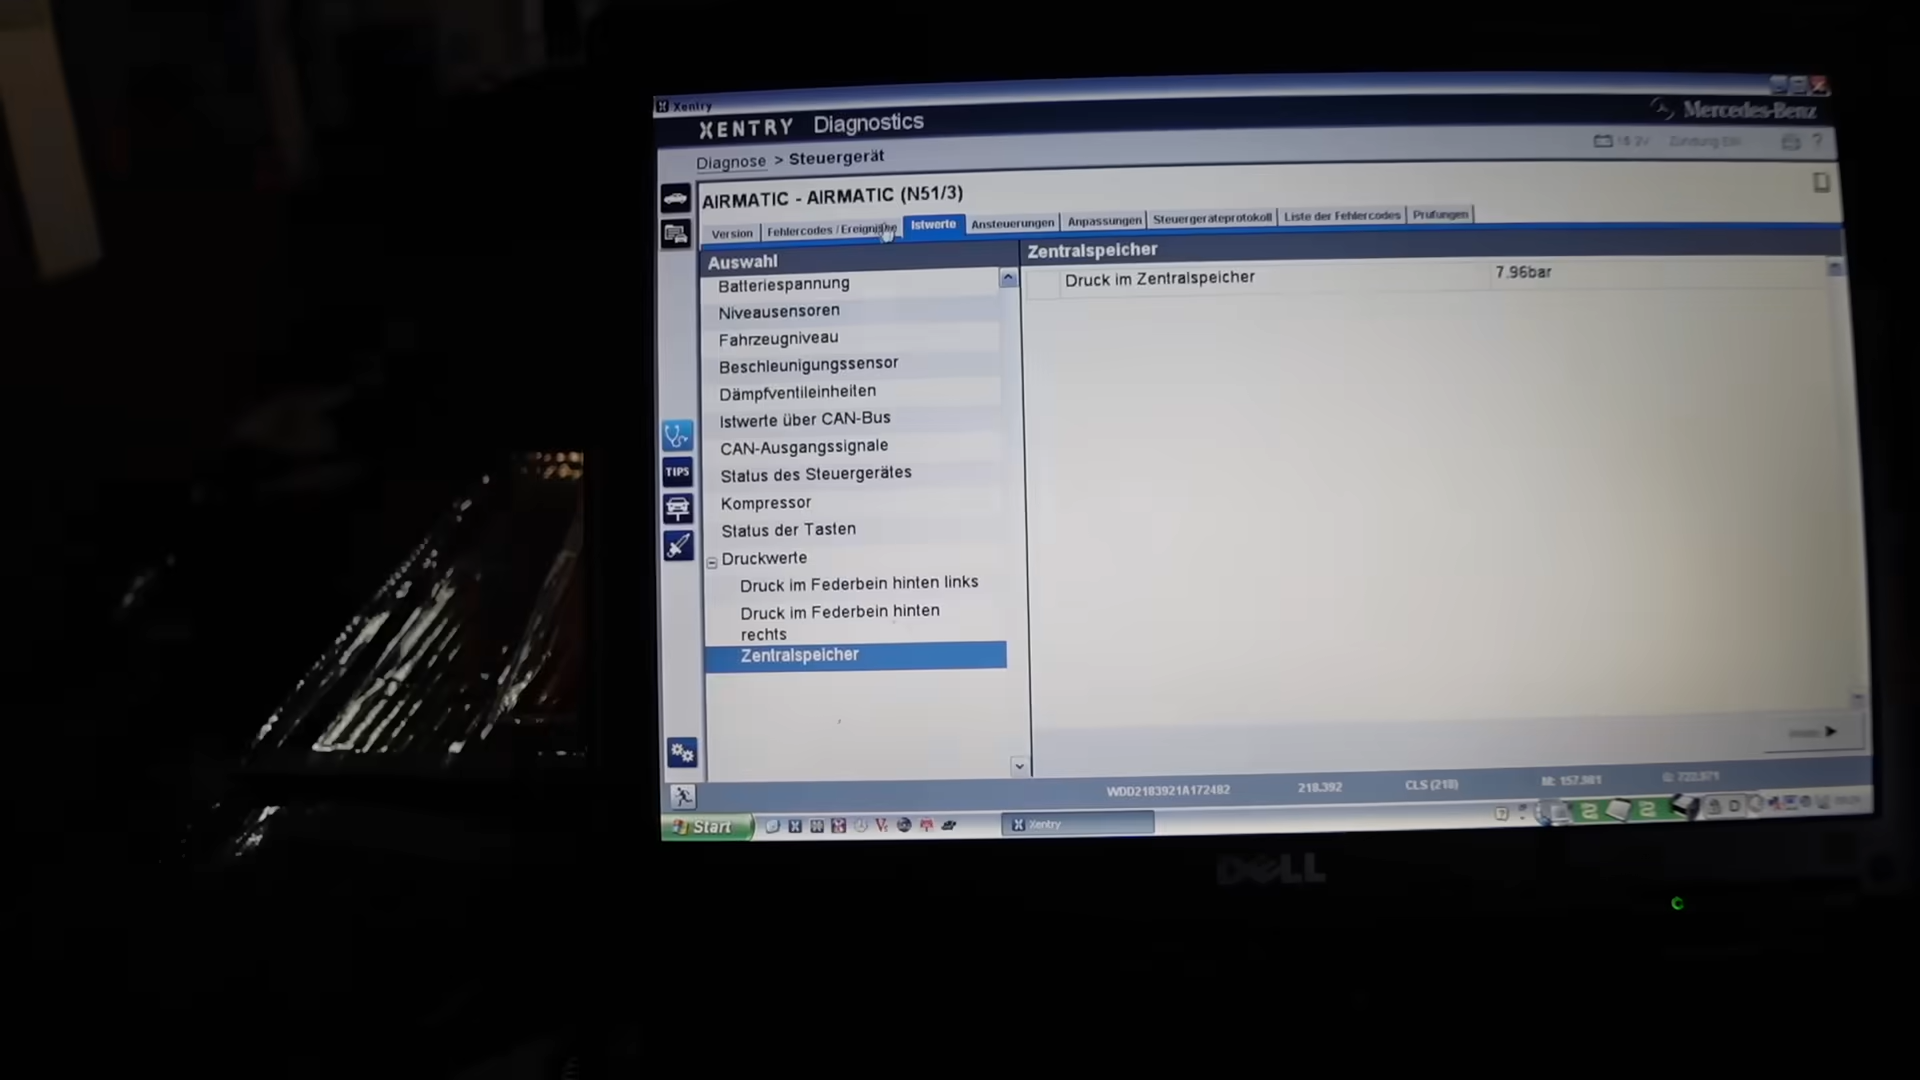 Xentry
XENTRY Diagnostics
Mercedes-Benz
Diagnose > Steuergerät
?
AIRMATIC - AIRMATIC (N51/3)
Version
Fehlercodes / Ereignisse
Istwerte
Ansteuerungen
Anpassungen
Steuergeräteprotokoll
Liste der Fehlercodes
Prüfungen
Auswahl
Batteriespannung
Niveausensoren
Fahrzeugniveau
Beschleunigungssensor
Dämpfventileinheiten
Istwerte über CAN-Bus
CAN-Ausgangssignale
Status des Steuergerätes
Kompressor
Status der Tasten
Druckwerte
Druck im Federbein hinten links
Druck im Federbein hinten
rechts
Zentralspeicher
Zentralspeicher
Druck im Zentralspeicher 7.96bar
TIPS
WDD2183921A172482
218.392
CLS (218)
Start
Xentry
DELL